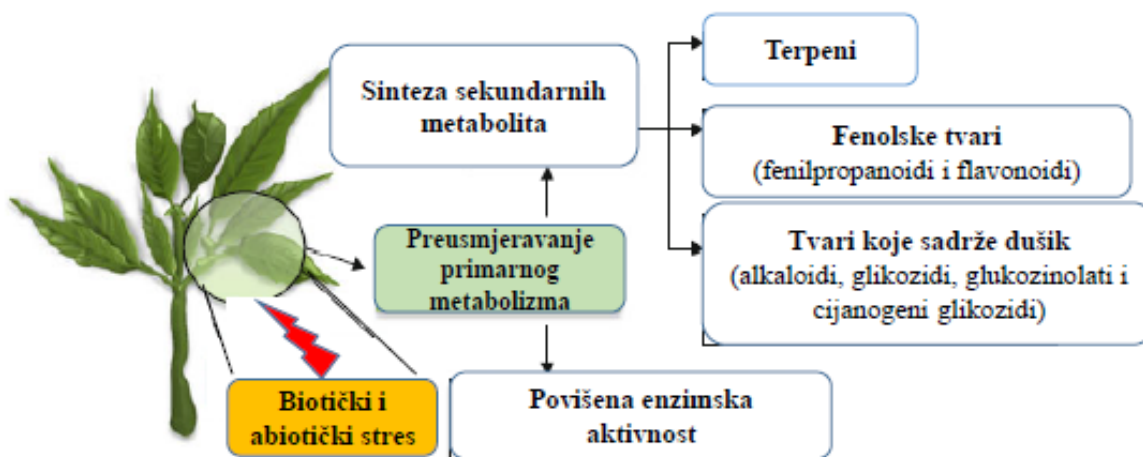 Sinteza sekundarnih
metabolita
Terpeni
Fenolske tvari
(fenilpropanoidi i flavonoidi)
Tvari koje sadrže dušik
(alkaloidi, glikozidi, glukozinolati i
cijanogeni glikozidi)
Preusmjeravanje
primarnog
metabolizma
Biotički i
abiotički stres
Povišena enzimska
aktivnost